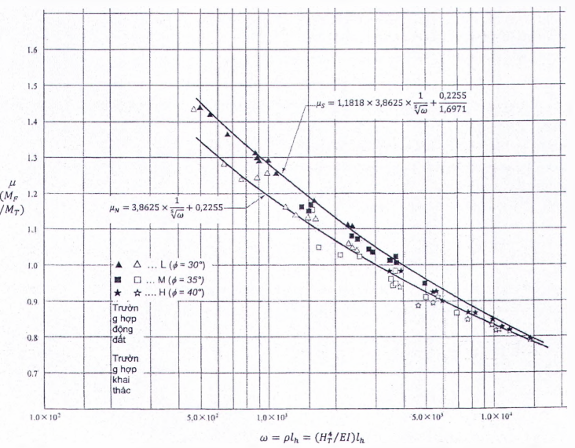 1.6
1.5
1.4
1.3
1.2
1.1
1.0
0.9
0.8
0.7
μ
(M_F
/M_T)
μ_S = 1,1818 × 3,8625 × 1/∛ω + 0,2255/1,6971
μ_N = 3,8625 × 1/∛ω + 0,2255
▲ △ ... L (ϕ = 30°)
■ □ ... M (ϕ = 35°)
★ ☆ .... H (ϕ = 40°)
Trườn
g hợp
động
đất
Trườn
g hợp
khai
thác
1.0×10² 5.0×10² 1.0×10³ 5.0×10³ 1.0×10⁴
ω = ρl_h = (H_T⁴/EI)l_h